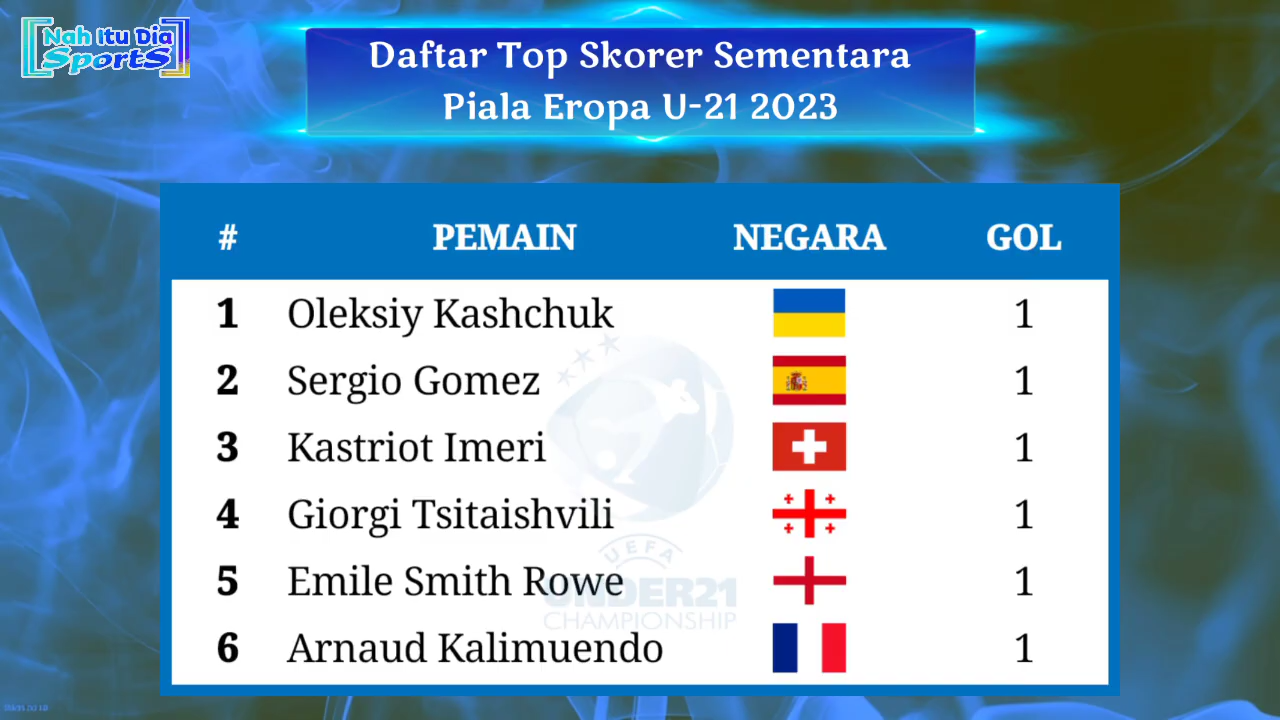 Nah Itu Dia
Sports
Daftar Top Skorer Sementara
Piala Eropa U-21 2023
# PEMAIN NEGARA GOL
1 Oleksiy Kashchuk 1
2 Sergio Gomez 1
3 Kastriot Imeri 1
4 Giorgi Tsitaishvili 1
5 Emile Smith Rowe 1
6 Arnaud Kalimuendo 1
UEFA
UNDER21
CHAMPIONSHIP